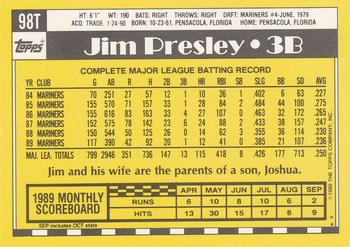 98T
Topps
HT: 6'1" WT: 190 BATS: RIGHT THROWS: RIGHT DRFT: MARINERS #4-JUNE, 1979
ACQ: TRADE, 1-24-90 BORN: 10-23-61, PENSACOLA, FLORIDA HOME: PENSACOLA, FLORIDA
Jim Presley • 3B
COMPLETE MAJOR LEAGUE BATTING RECORD
YR CLUB G AB R H 2B 3B HR RBI SB SLG BB SO AVG
84 MARINERS 70 251 27 57 12 1 10 36 1 .402 6 63 .227
85 MARINERS 155 570 71 157 33 1 28 84 2 .484 44 100 .275
86 MARINERS 155 616 83 163 33 4 27 107 0 .463 32 172 .265
87 MARINERS 152 575 78 142 23 6 24 88 2 .433 38 157 .247
88 MARINERS 150 544 50 125 26 0 14 62 3 .355 36 114 .230
89 MARINERS 117 390 42 92 20 1 12 41 0 .385 21 107 .236
MAJ. LEA. TOTALS 799 2946 351 736 147 13 115 418 8 .426 177 713 .250
Jim and his wife are the parents of a son, Joshua.
1989 MONTHLY SCOREBOARD
APR MAY JUN JUL AUG SEP
RUNS 6 10
HITS 13 30 9
SEP includes OCT stats
©1990 THE TOPPS COMPANY, INC.